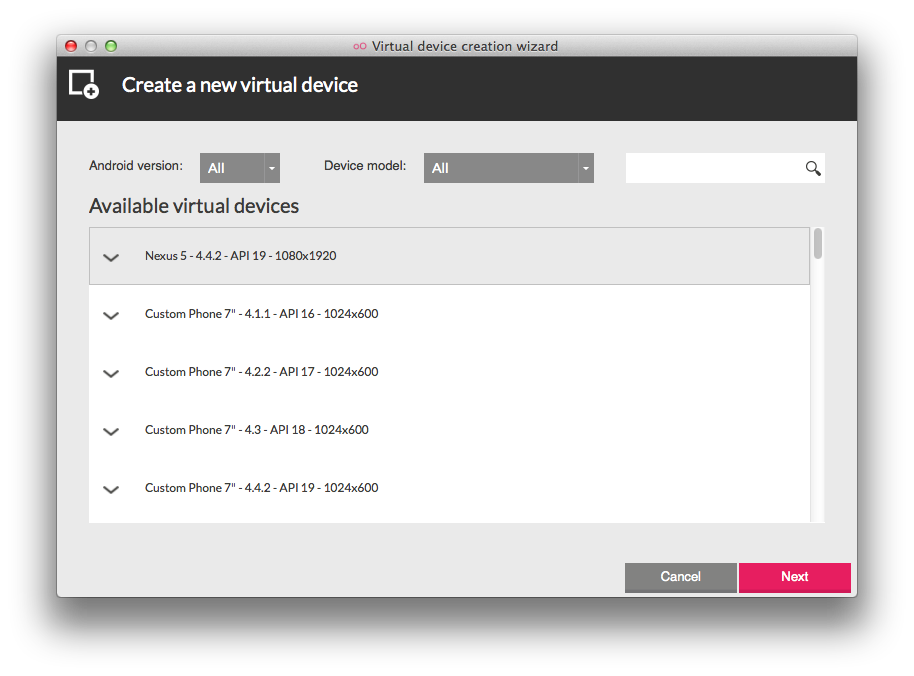 Virtual device creation wizard
Create a new virtual device
Android version: All Device model: All
Available virtual devices
Nexus 5 - 4.4.2 - API 19 - 1080x1920
Custom Phone 7" - 4.1.1 - API 16 - 1024x600
Custom Phone 7" - 4.2.2 - API 17 - 1024x600
Custom Phone 7" - 4.3 - API 18 - 1024x600
Custom Phone 7" - 4.4.2 - API 19 - 1024x600
Cancel Next